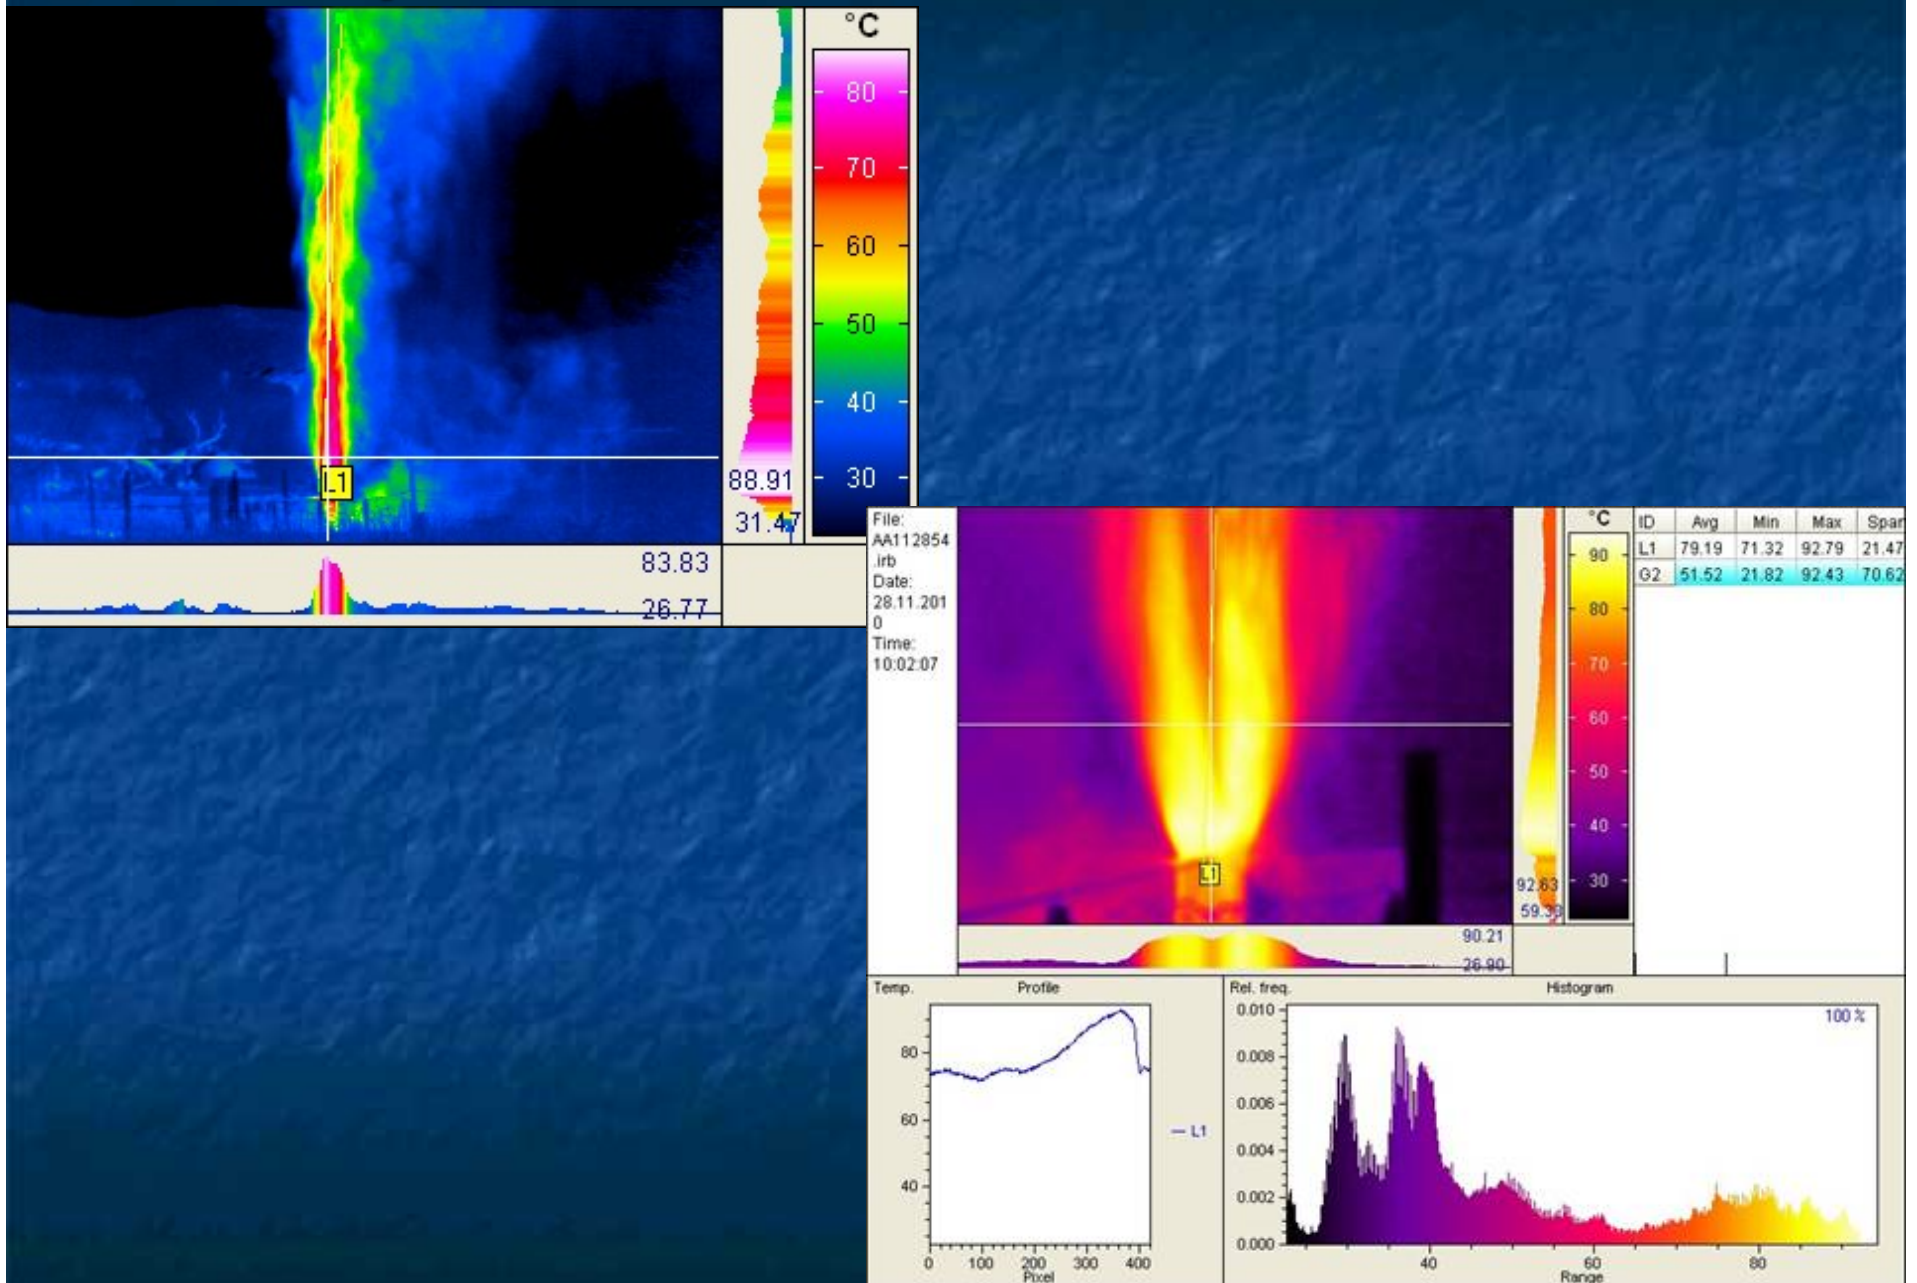 °C
80
70
60
50
40
30
L1
88.91
31.47
83.83
26.77
File:
AA112854
.irb
Date:
28.11.201
0
Time:
10:02:07
L1
92.63
59.38
90.21
26.90
°C
90
80
70
60
50
40
30
ID Avg Min Max Span
L1 79.19 71.32 92.79 21.47
G2 51.52 21.82 92.43 70.62
Temp. Profile
80
60
40
0 100 200 300 400
Pixel
L1
Rel. freq. Histogram
100 %
0.010
0.008
0.006
0.004
0.002
0.000
40 60 80
Range